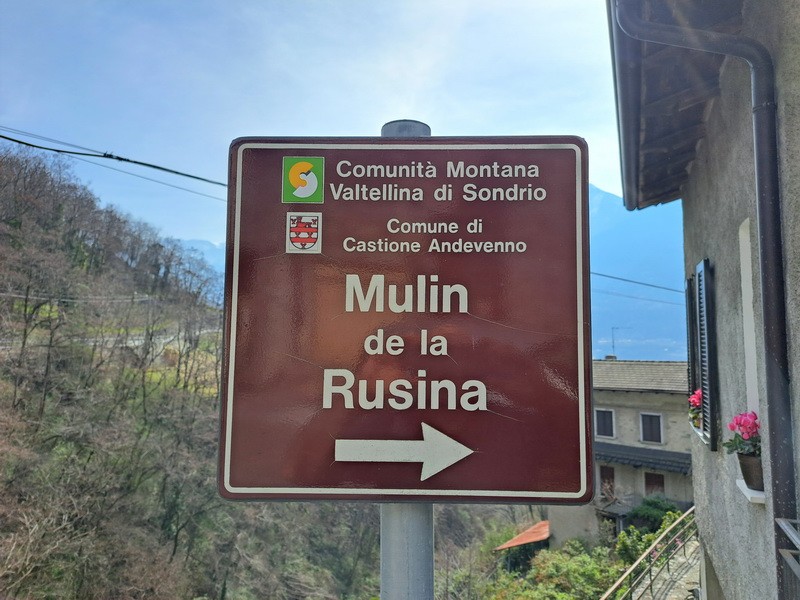 Comunità Montana
Valtellina di Sondrio
Comune di
Castione Andevenno
Mulin
de la
Rusina